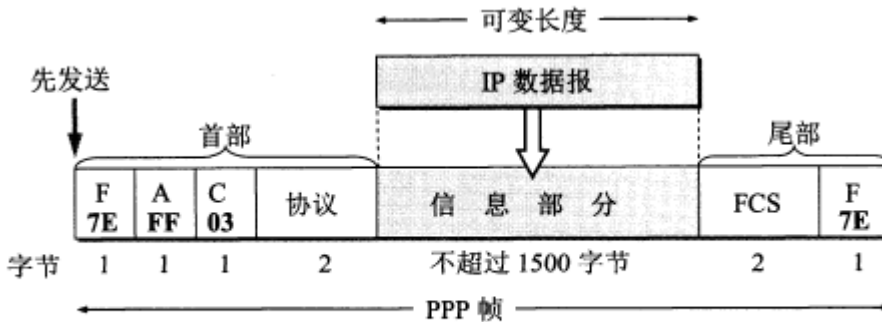 可变长度
IP 数据报
先发送
首部
尾部
F A C 协议 信息部分 FCS F
7E FF 03 7E
字节 1 1 1 2 不超过 1500 字节 2 1
PPP 帧